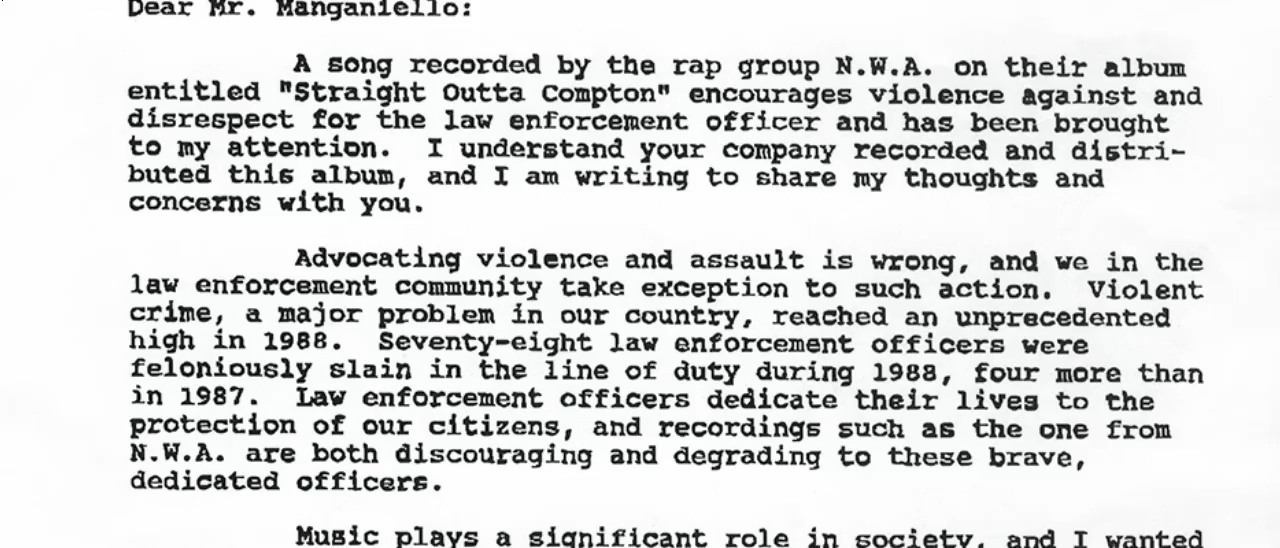 Dear Mr. Manganiello:
A song recorded by the rap group N.W.A. on their album
entitled "Straight Outta Compton" encourages violence against and
disrespect for the law enforcement officer and has been brought
to my attention. I understand your company recorded and distri-
buted this album, and I am writing to share my thoughts and
concerns with you.
Advocating violence and assault is wrong, and we in the
law enforcement community take exception to such action. Violent
crime, a major problem in our country, reached an unprecedented
high in 1988. Seventy-eight law enforcement officers were
feloniously slain in the line of duty during 1988, four more than
in 1987. Law enforcement officers dedicate their lives to the
protection of our citizens, and recordings such as the one from
N.W.A. are both discouraging and degrading to these brave,
dedicated officers.
Music plays a significant role in society, and I wanted